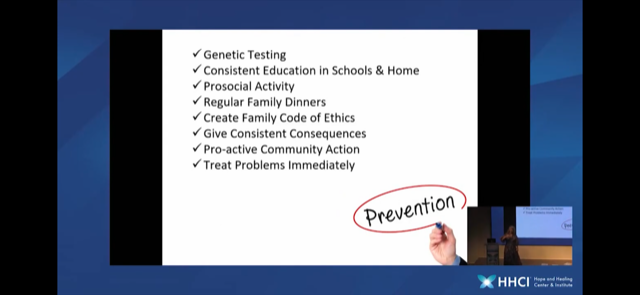 ✓ Genetic Testing
✓ Consistent Education in Schools & Home
✓ Prosocial Activity
✓ Regular Family Dinners
✓ Create Family Code of Ethics
✓ Give Consistent Consequences
✓ Pro-active Community Action
✓ Treat Problems Immediately
Prevention
HHCI
Hope and Healing
Center & Institute